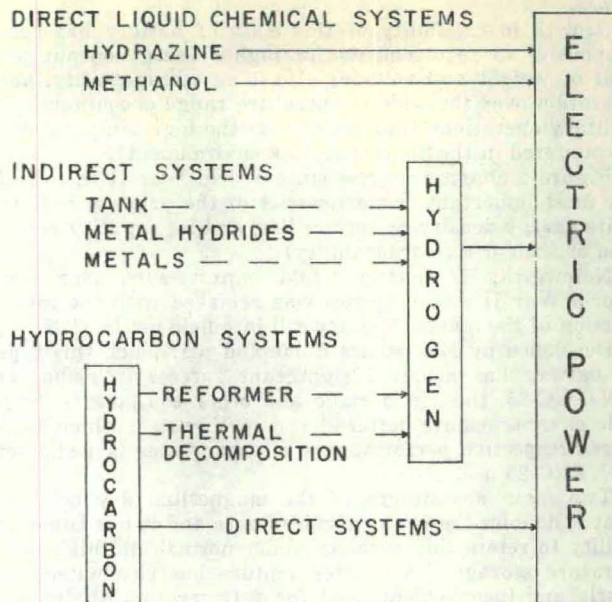 DIRECT LIQUID CHEMICAL SYSTEMS
HYDRAZINE
METHANOL
INDIRECT SYSTEMS
TANK
METAL HYDRIDES
METALS
HYDROCARBON SYSTEMS
REFORMER
THERMAL
DECOMPOSITION
DIRECT SYSTEMS
HYDROCARBON
HYDROGEN
ELECTRIC POWER